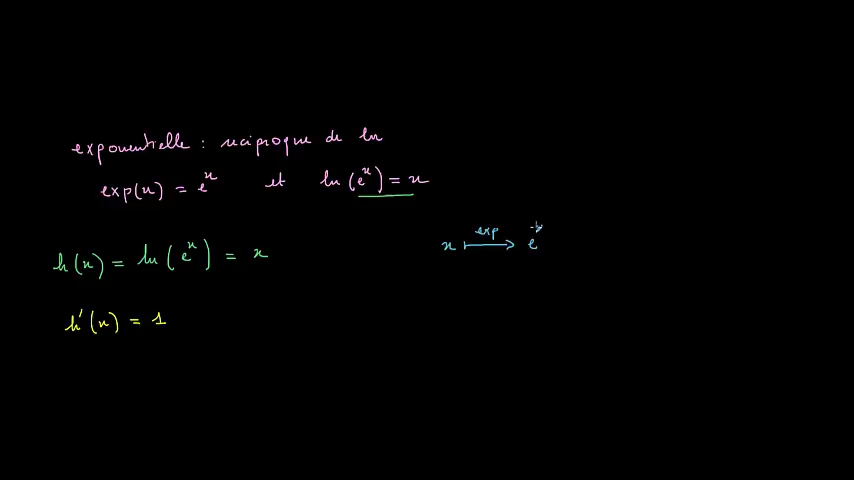 exponentielle : réciproque de ln
exp(x) = e^x et ln(e^x) = x
h(x) = ln(e^x) = x
x ⟼ exp e^x
h'(x) = 1